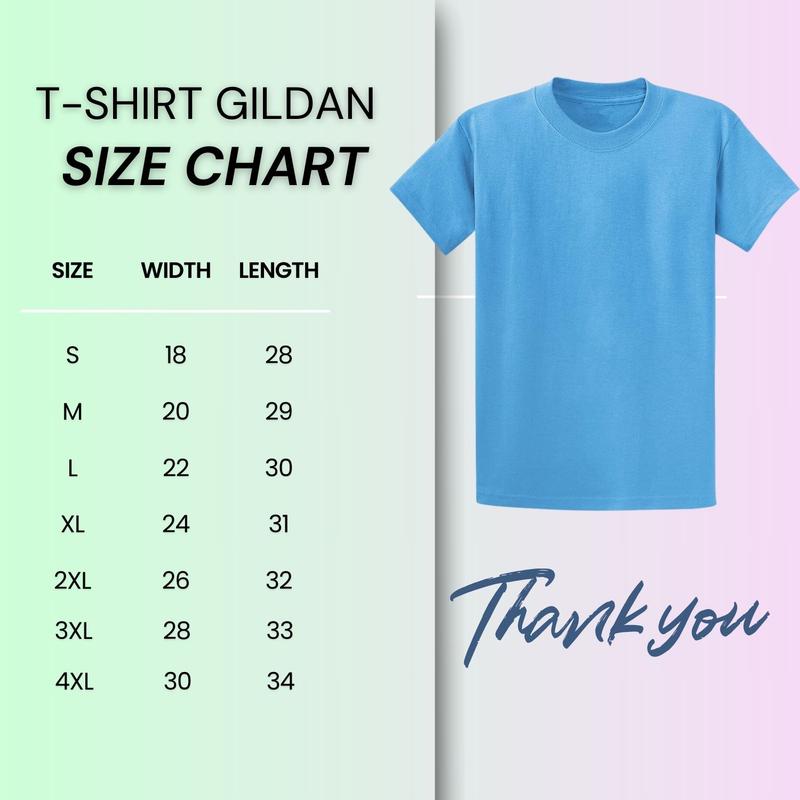 T-SHIRT GILDAN
SIZE CHART
SIZE WIDTH LENGTH
S 18 28
M 20 29
L 22 30
XL 24 31
2XL 26 32
3XL 28 33
4XL 30 34
Thank you